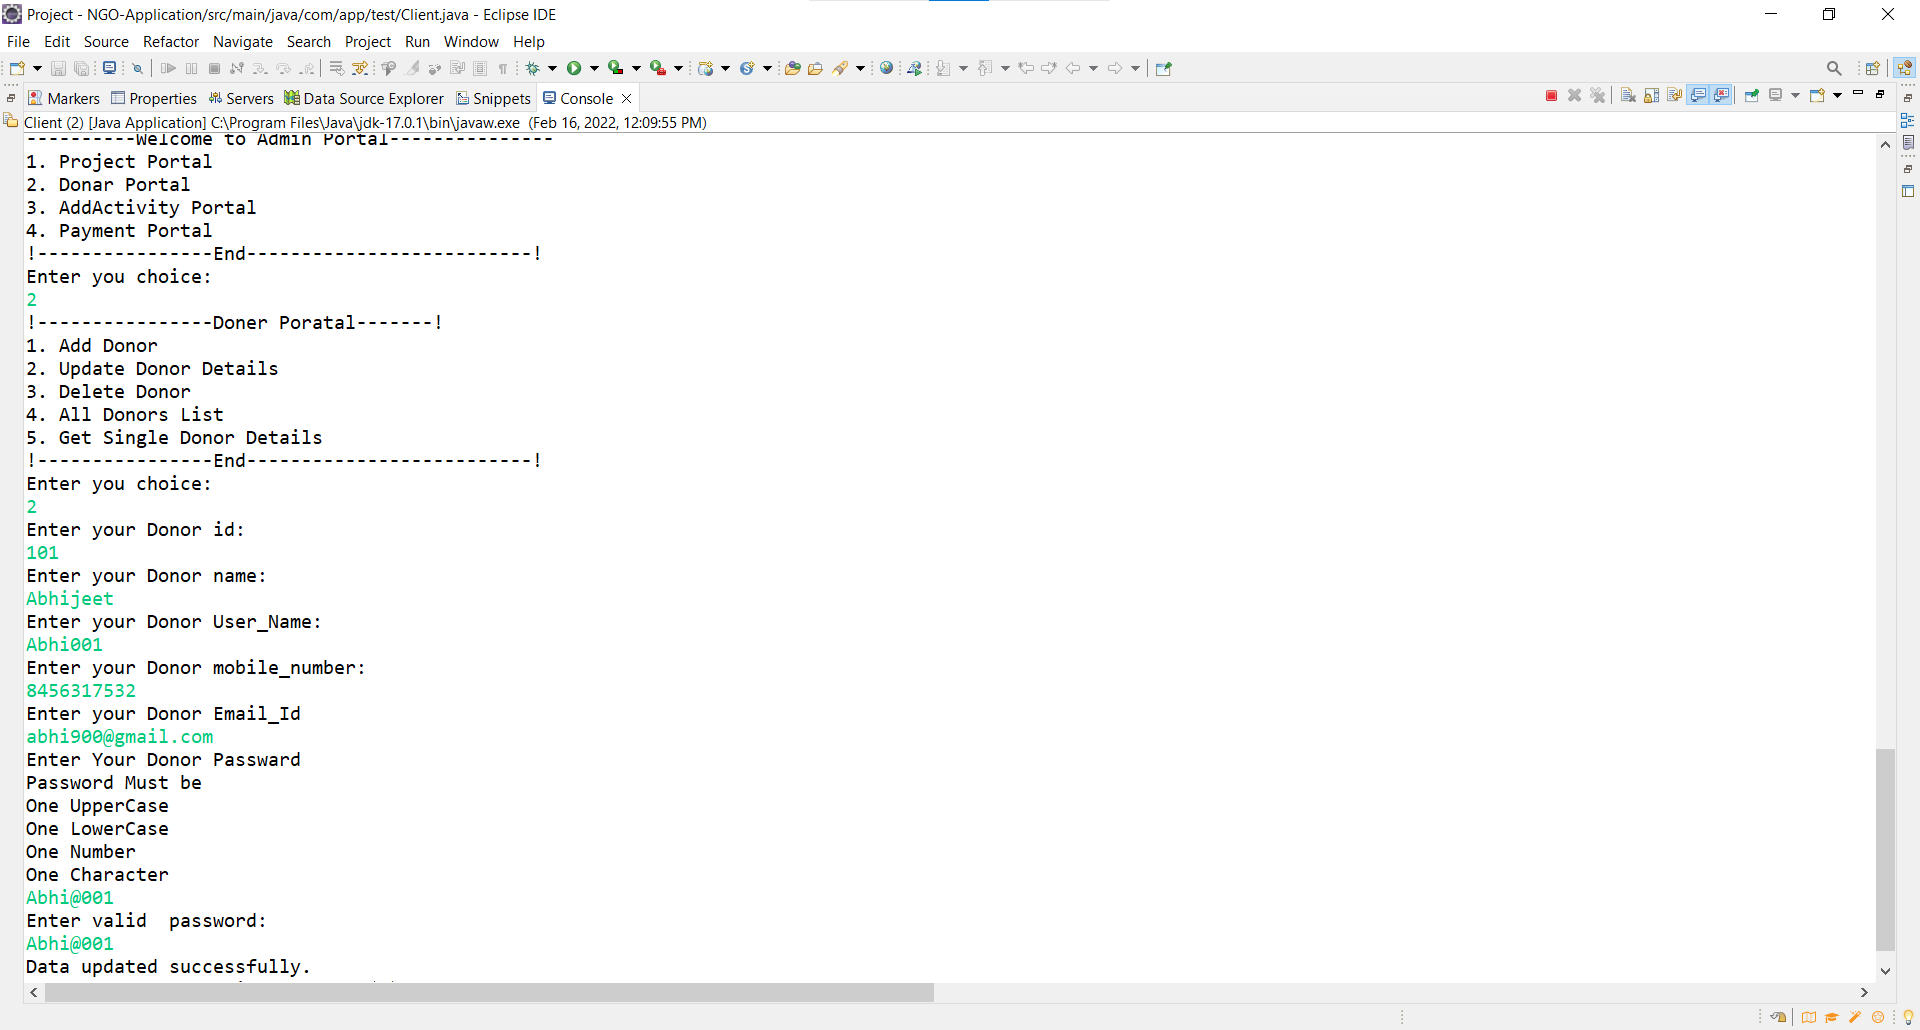 Project - NGO-Application/src/main/java/com/app/test/Client.java - Eclipse IDE
File Edit Source Refactor Navigate Search Project Run Window Help
Markers Properties Servers Data Source Explorer Snippets Console
Client (2) [Java Application] C:\Program Files\Java\jdk-17.0.1\bin\javaw.exe (Feb 16, 2022, 12:09:55 PM)
----------Welcome to Admin Portal---------------
1. Project Portal
2. Donar Portal
3. AddActivity Portal
4. Payment Portal
!----------------End--------------------------!
Enter you choice:
2
!----------------Doner Poratal-------!
1. Add Donor
2. Update Donor Details
3. Delete Donor
4. All Donors List
5. Get Single Donor Details
!----------------End--------------------------!
Enter you choice:
2
Enter your Donor id:
101
Enter your Donor name:
Abhijeet
Enter your Donor User_Name:
Abhi001
Enter your Donor mobile_number:
8456317532
Enter your Donor Email_Id
abhi900@gmail.com
Enter Your Donor Passward
Password Must be
One UpperCase
One LowerCase
One Number
One Character
Abhi@001
Enter valid  password:
Abhi@001
Data updated successfully.